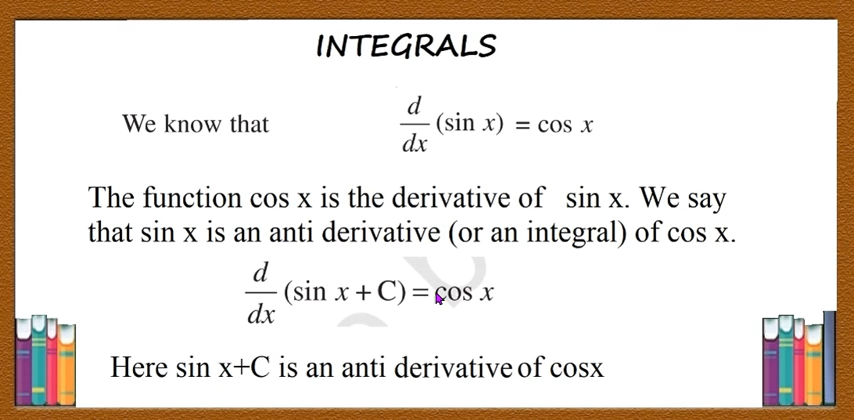 INTEGRALS
We know that d/dx (sin x) = cos x
The function cos x is the derivative of sin x. We say
that sin x is an anti derivative (or an integral) of cos x.
d/dx (sin x + C) = cos x
Here sin x+C is an anti derivative of cosx